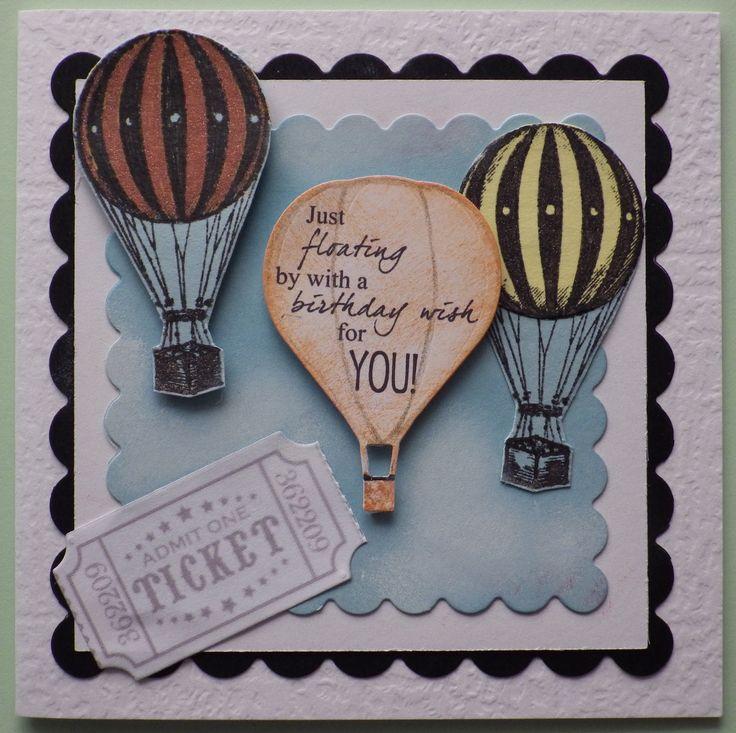 Just
floating
by with a
birthday wish
for
YOU!
362209
ADMIT ONE
TICKET
362209